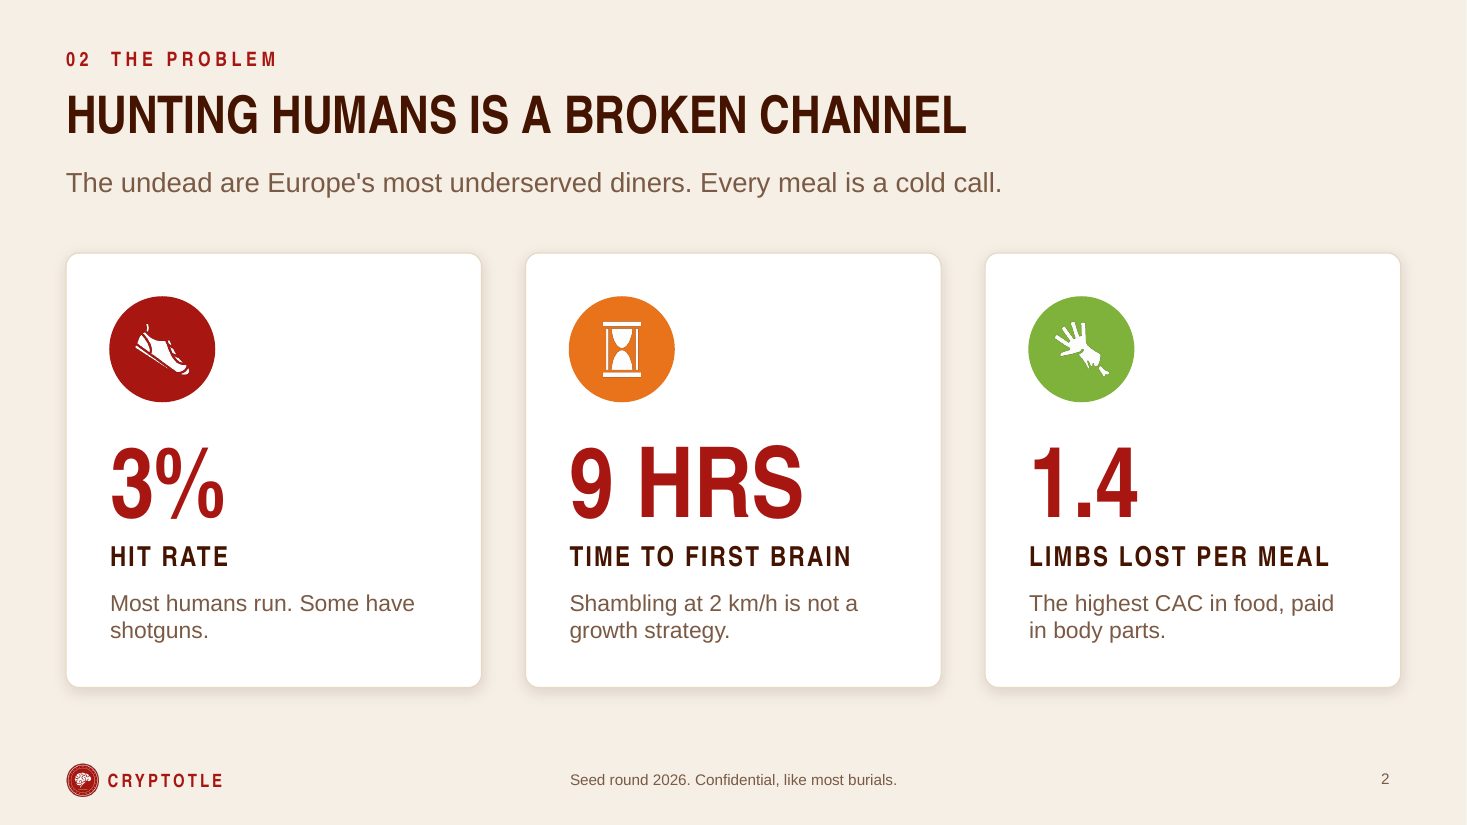 02 THE PROBLEM
HUNTING HUMANS IS A BROKEN CHANNEL
The undead are Europe's most underserved diners. Every meal is a cold call.
3%
HIT RATE
Most humans run. Some have
shotguns.
9 HRS
TIME TO FIRST BRAIN
Shambling at 2 km/h is not a
growth strategy.
1.4
LIMBS LOST PER MEAL
The highest CAC in food, paid
in body parts.
CRYPTOTLE
Seed round 2026. Confidential, like most burials.
2